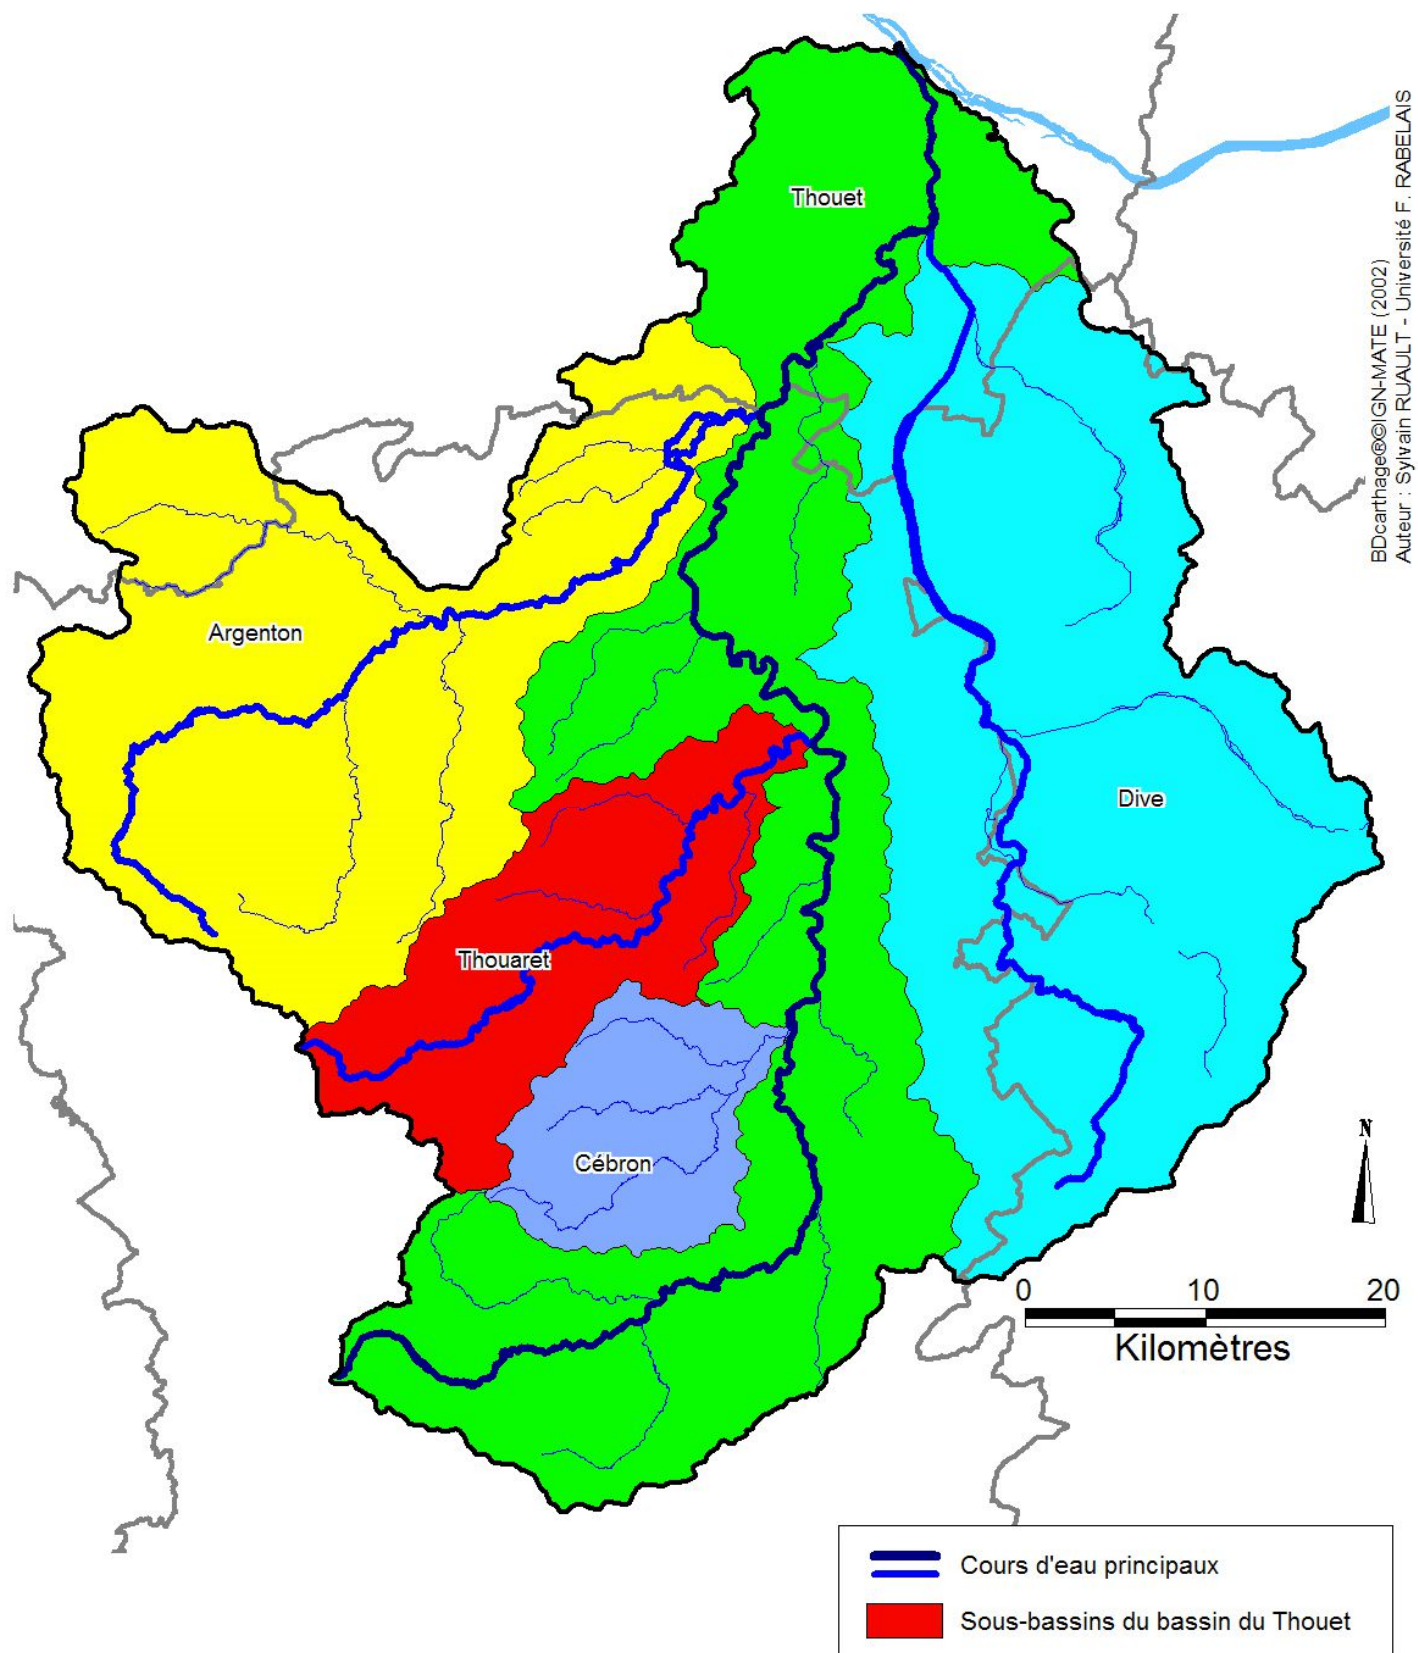 Thouet
BDcarthage®©IGN-MATE (2002)
Auteur : Sylvain RUAULT - Université F. RABELAIS
Argenton
Dive
Thouaret
Cébron
N
0 10 20
Kilomètres
Cours d'eau principaux
Sous-bassins du bassin du Thouet